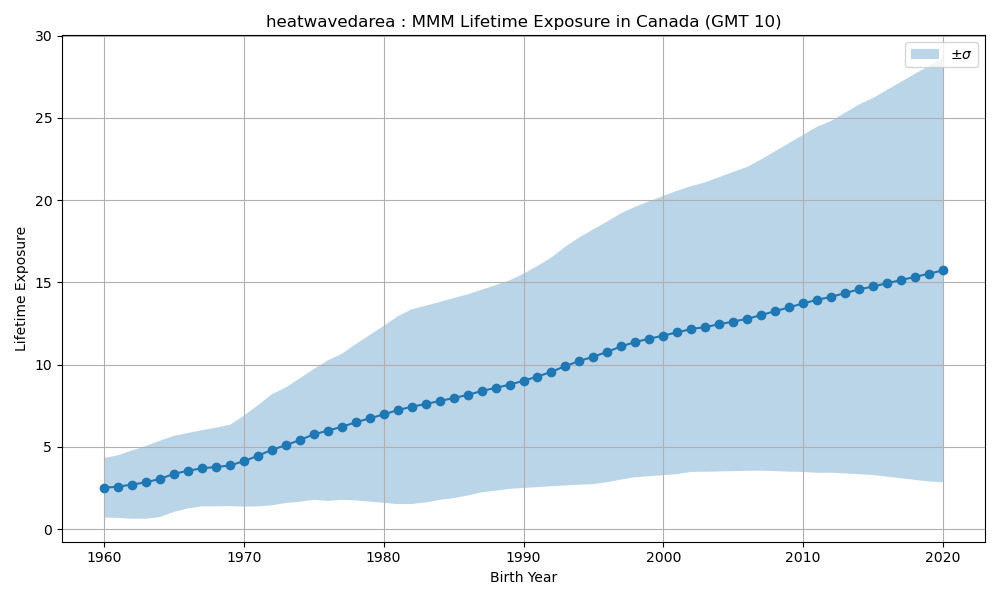 heatwavedarea : MMM Lifetime Exposure in Canada (GMT 10)
±σ
Lifetime Exposure
30
25
20
15
10
5
0
1960 1970 1980 1990 2000 2010 2020
Birth Year